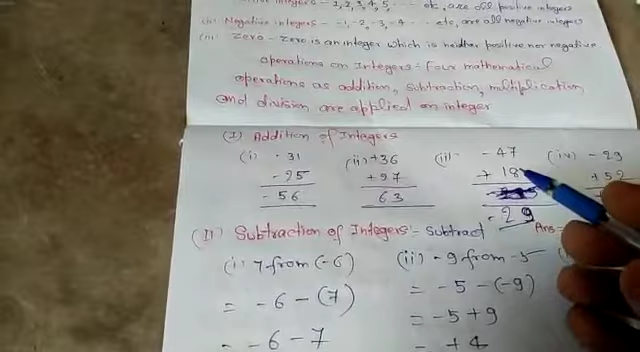 Integers - 1, 2, 3, 4, 5, ... etc, are all positive integers
(ii) Negative integers - -1, -2, -3, -4 ... etc, are all negative integers
(iii) Zero - Zero is an integer which is neither positive nor negative
operations on Integers = Four mathematical
operations as addition, subtraction, multiplication
and division are applied on integer
(I) Addition of Integers
(i) - 31 (ii) +36 (iii) - 47 (iv) - 29
- 25 + 97 + 18 + 52
- 56 63 - 29
(II) Subtraction of Integers = Subtract Ans =
(i) 7 from (-6) (ii) - 9 from -5
= -6 - (7) = -5 - (-9)
= -6 - 7 = -5 + 9
= +4